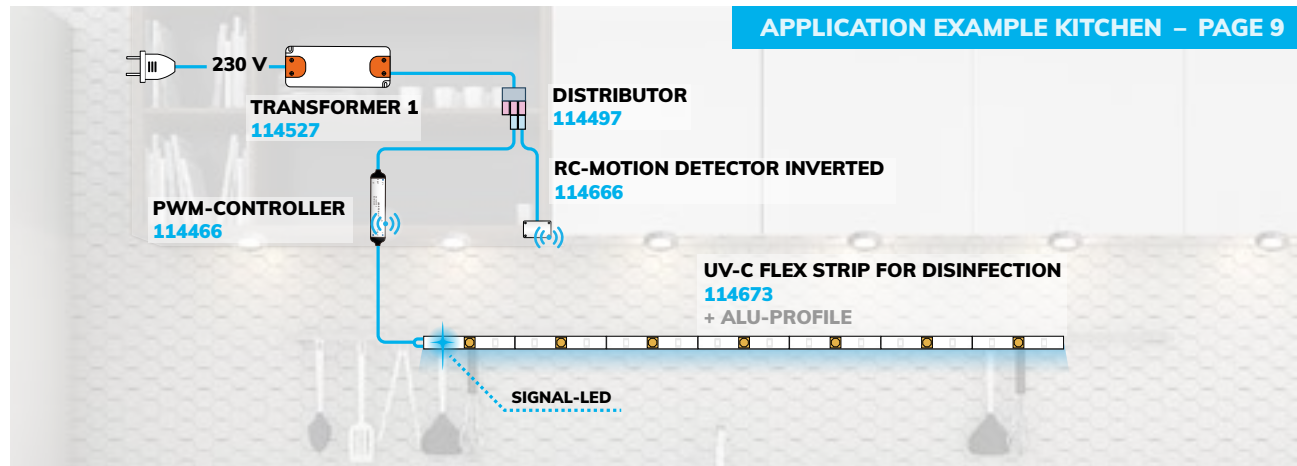 APPLICATION EXAMPLE KITCHEN – PAGE 9
230 V
TRANSFORMER 1
114527
DISTRIBUTOR
114497
RC-MOTION DETECTOR INVERTED
114666
PWM-CONTROLLER
114466
UV-C FLEX STRIP FOR DISINFECTION
114673
+ ALU-PROFILE
SIGNAL-LED